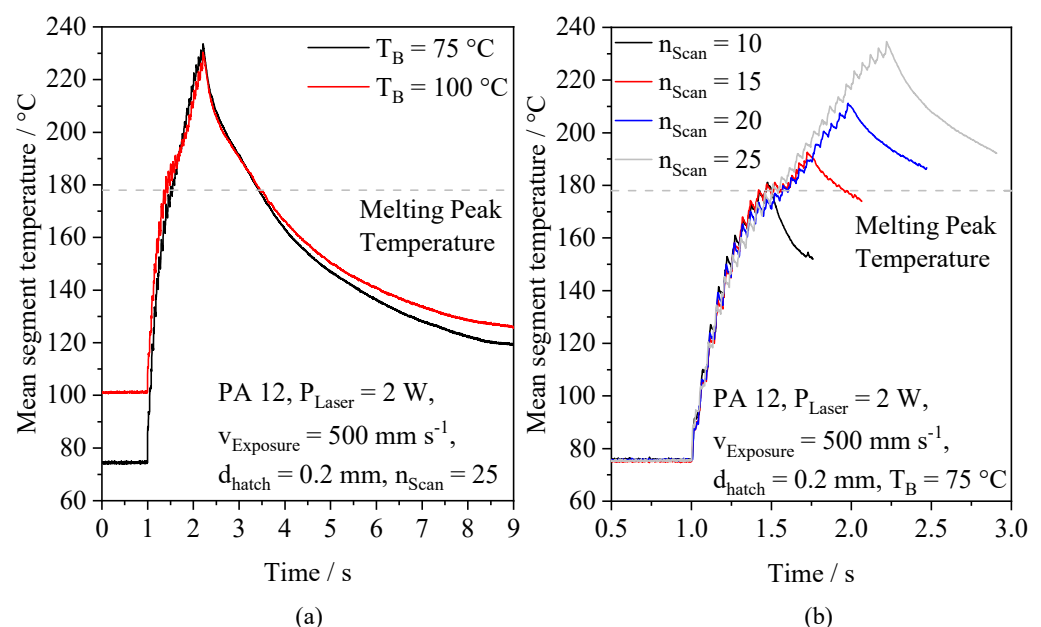 240
220
200
180
160
140
120
100
80
60
Mean segment temperature / °C
T_B = 75 °C
T_B = 100 °C
Melting Peak
Temperature
PA 12, P_Laser = 2 W,
v_Exposure = 500 mm s^-1,
d_hatch = 0.2 mm, n_Scan = 25
0 1 2 3 4 5 6 7 8 9
Time / s
(a)
240
220
200
180
160
140
120
100
80
60
Mean segment temperature / °C
n_Scan = 10
n_Scan = 15
n_Scan = 20
n_Scan = 25
Melting Peak
Temperature
PA 12, P_Laser = 2 W,
v_Exposure = 500 mm s^-1,
d_hatch = 0.2 mm, T_B = 75 °C
0.5 1.0 1.5 2.0 2.5 3.0
Time / s
(b)